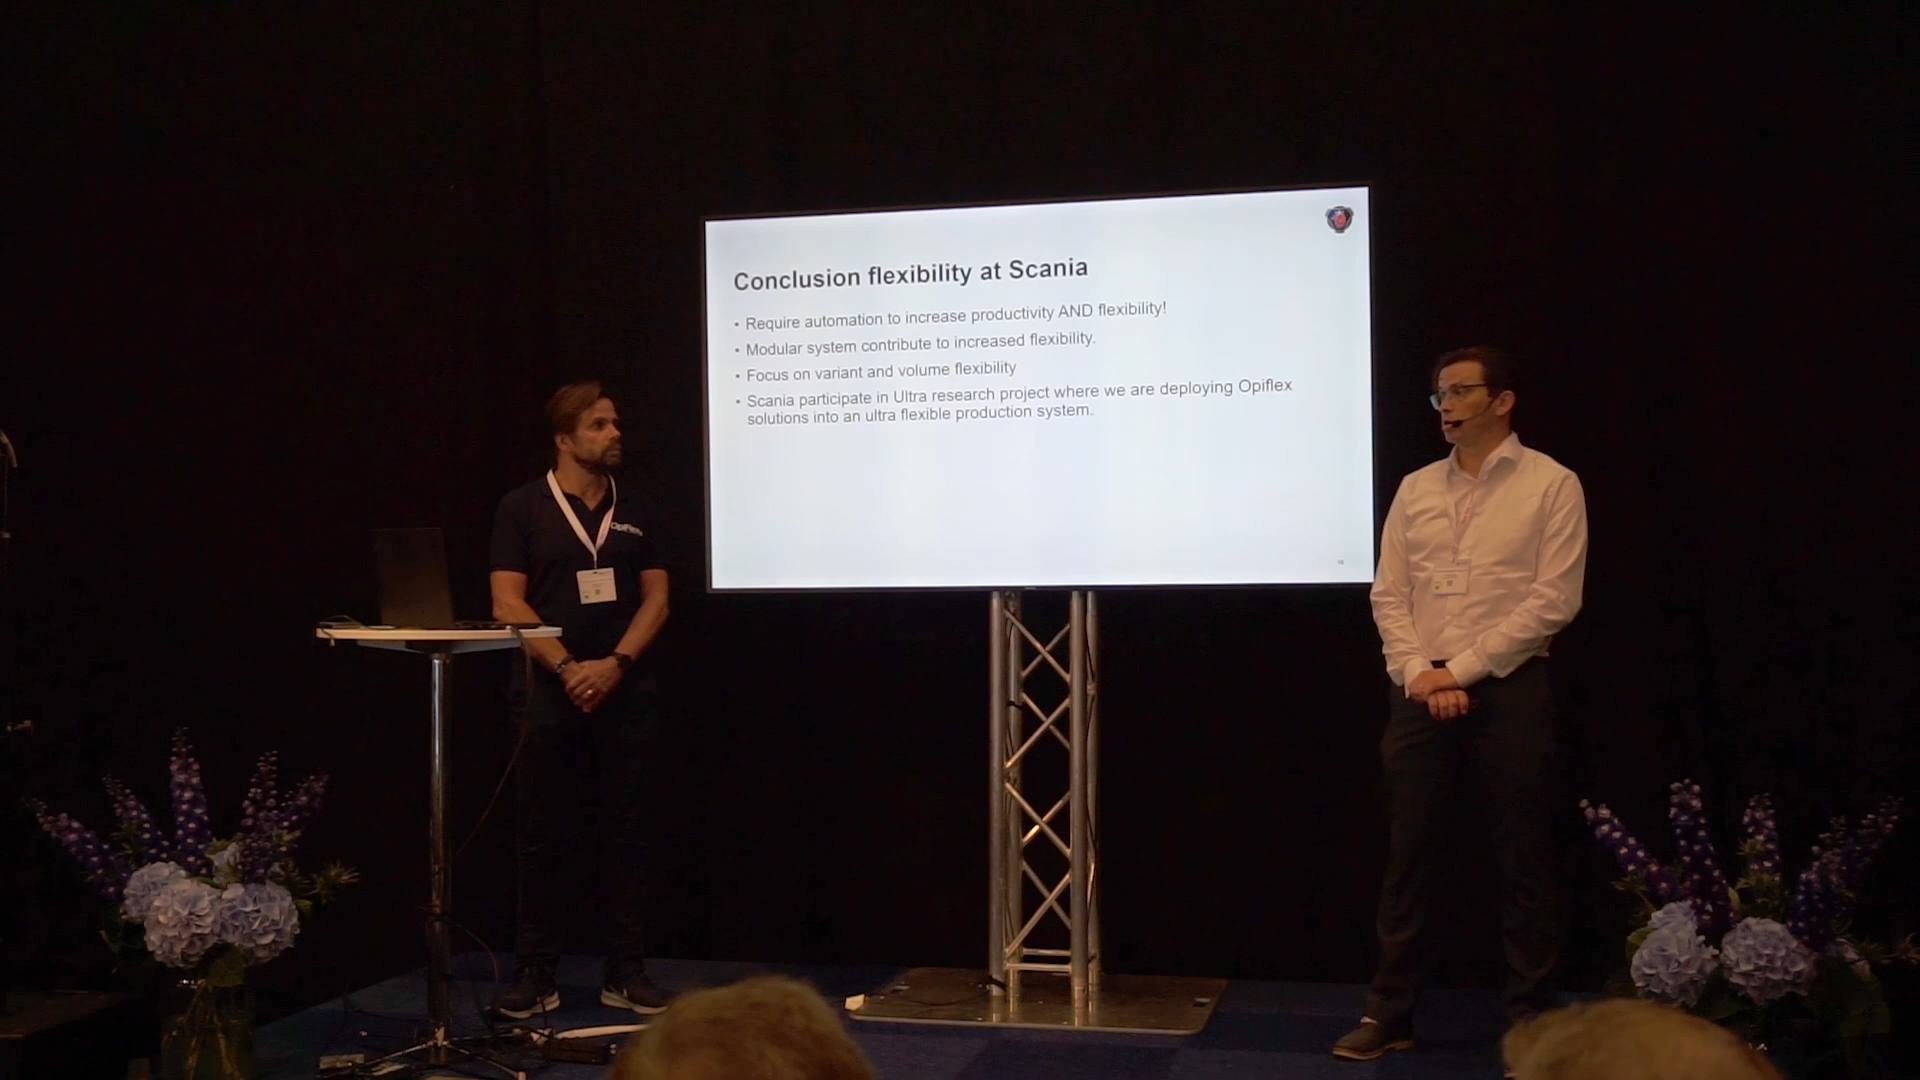 Conclusion flexibility at Scania
• Require automation to increase productivity AND flexibility!
• Modular system contribute to increased flexibility.
• Focus on variant and volume flexibility
• Scania participate in Ultra research project where we are deploying Opiflex
solutions into an ultra flexible production system.
OpiFlex